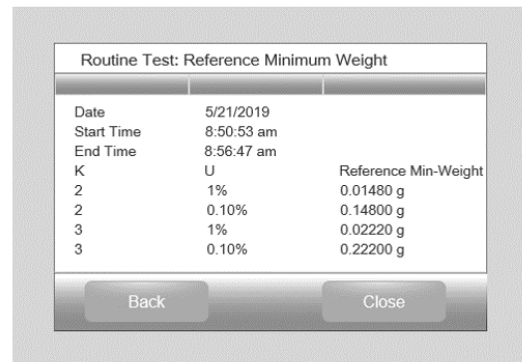 Routine Test: Reference Minimum Weight
Date 5/21/2019
Start Time 8:50:53 am
End Time 8:56:47 am
K U Reference Min-Weight
2 1% 0.01480 g
2 0.10% 0.14800 g
3 1% 0.02220 g
3 0.10% 0.22200 g
Back Close